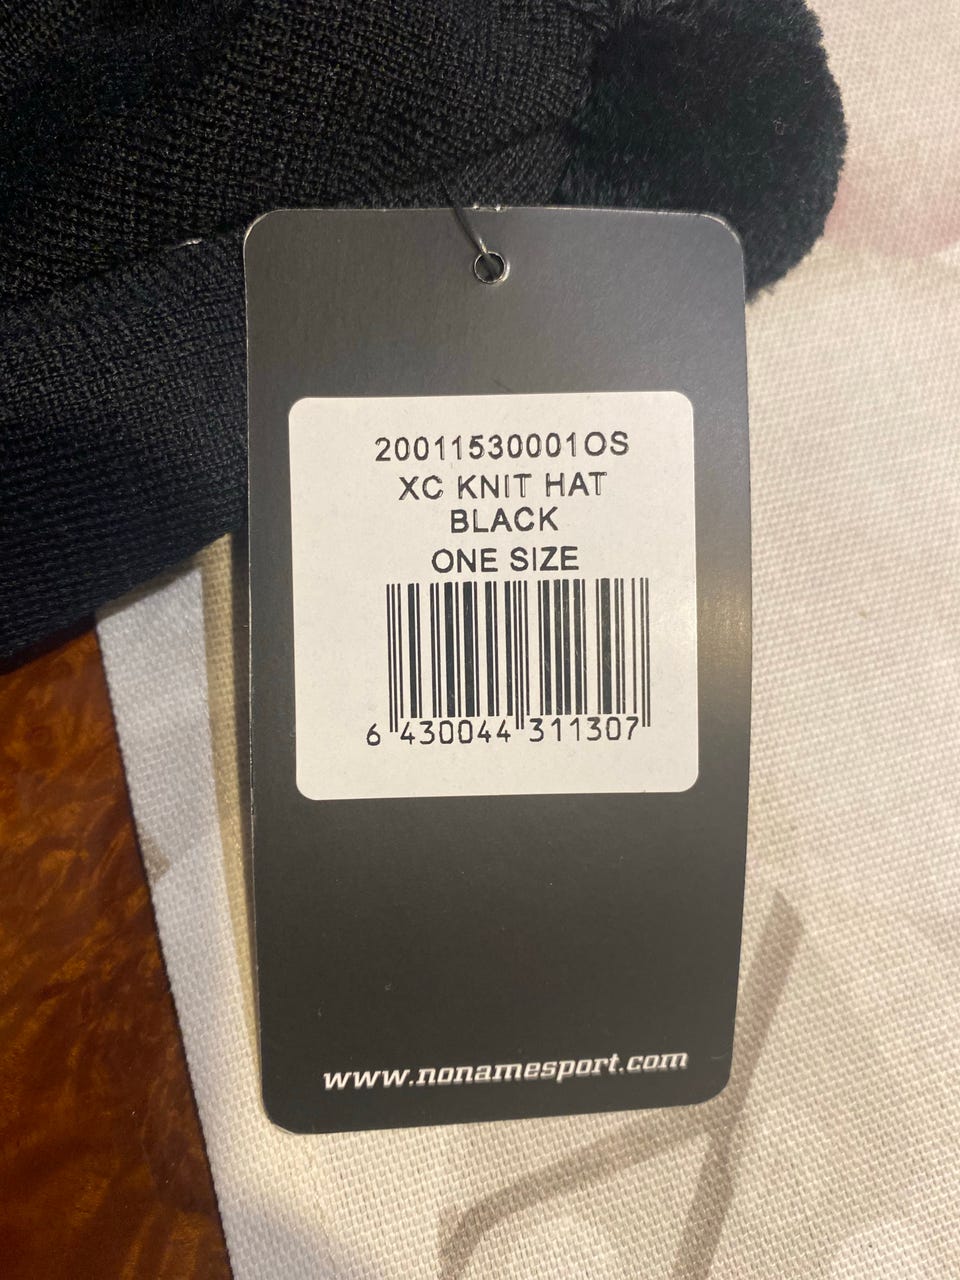 20011530001OS
XC KNIT HAT
BLACK
ONE SIZE
6 430044 311307
www.nonamesport.com